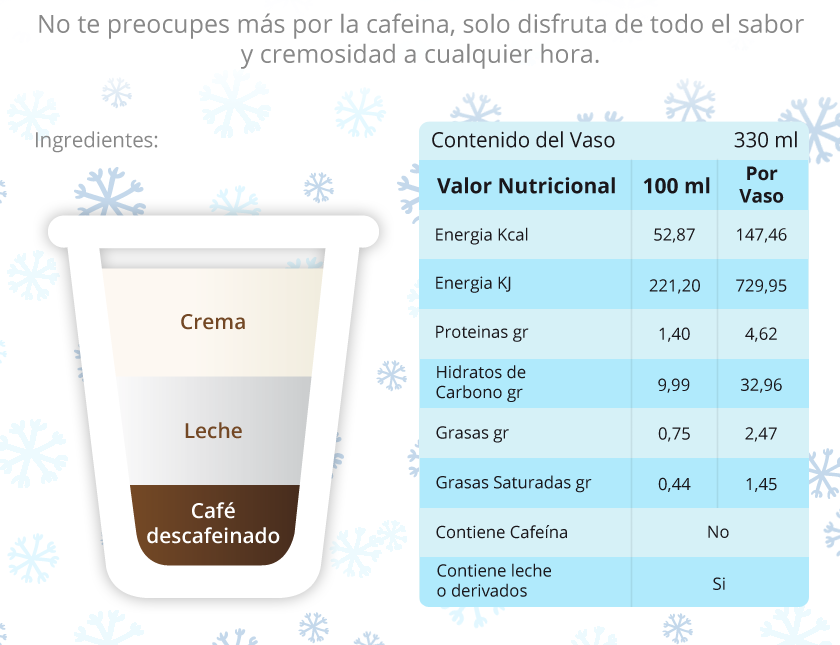 No te preocupes más por la cafeina, solo disfruta de todo el sabor
y cremosidad a cualquier hora.
Ingredientes:
Crema
Leche
Café
descafeinado
Contenido del Vaso 330 ml
Valor Nutricional 100 ml Por
Vaso
Energia Kcal 52,87 147,46
Energia KJ 221,20 729,95
Proteinas gr 1,40 4,62
Hidratos de
Carbono gr 9,99 32,96
Grasas gr 0,75 2,47
Grasas Saturadas gr 0,44 1,45
Contiene Cafeína No
Contiene leche
o derivados Si